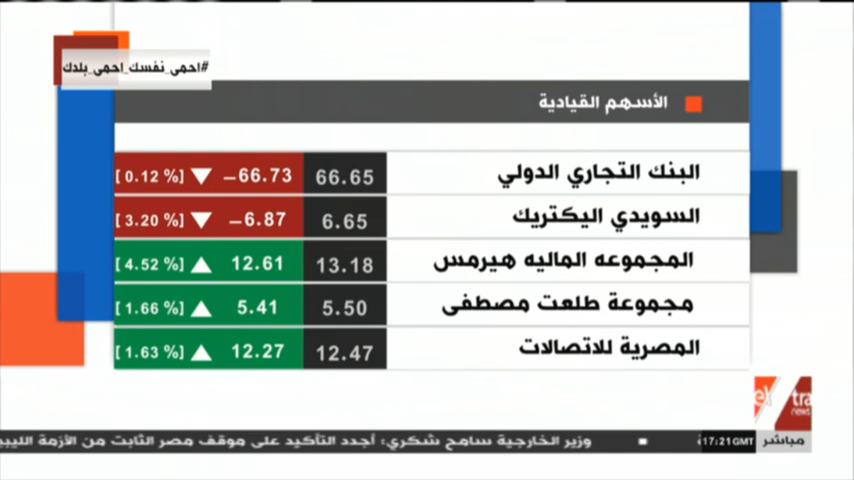 #احمى_نفسك_احمى_بلدك
الأسهم القيادية
البنك التجاري الدولي 66.65 –66.73 ▼ [0.12 %]
السويدي اليكتريك 6.65 –6.87 ▼ [3.20 %]
المجموعه الماليه هيرمس 13.18 12.61 ▲ [4.52 %]
مجموعة طلعت مصطفى 5.50 5.41 ▲ [1.66 %]
المصرية للاتصالات 12.47 12.27 ▲ [1.63 %]
news
مباشر 17:21GMT
وزير الخارجية سامح شكري: أجدد التأكيد على موقف مصر الثابت من الأزمة